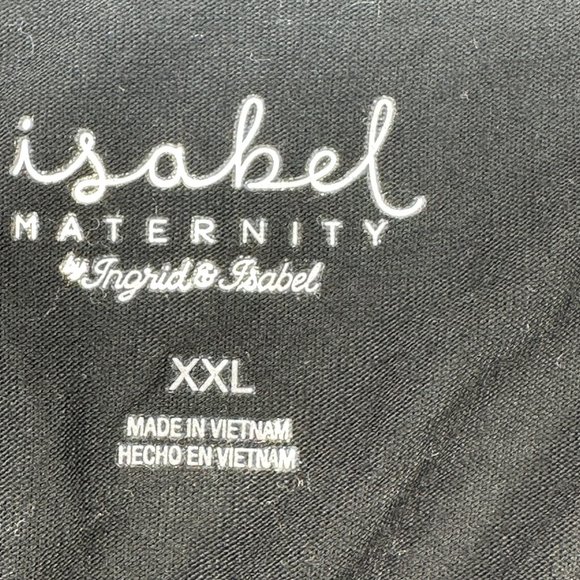 isabel
MATERNITY
by Ingrid & Isabel
XXL
MADE IN VIETNAM
HECHO EN VIETNAM